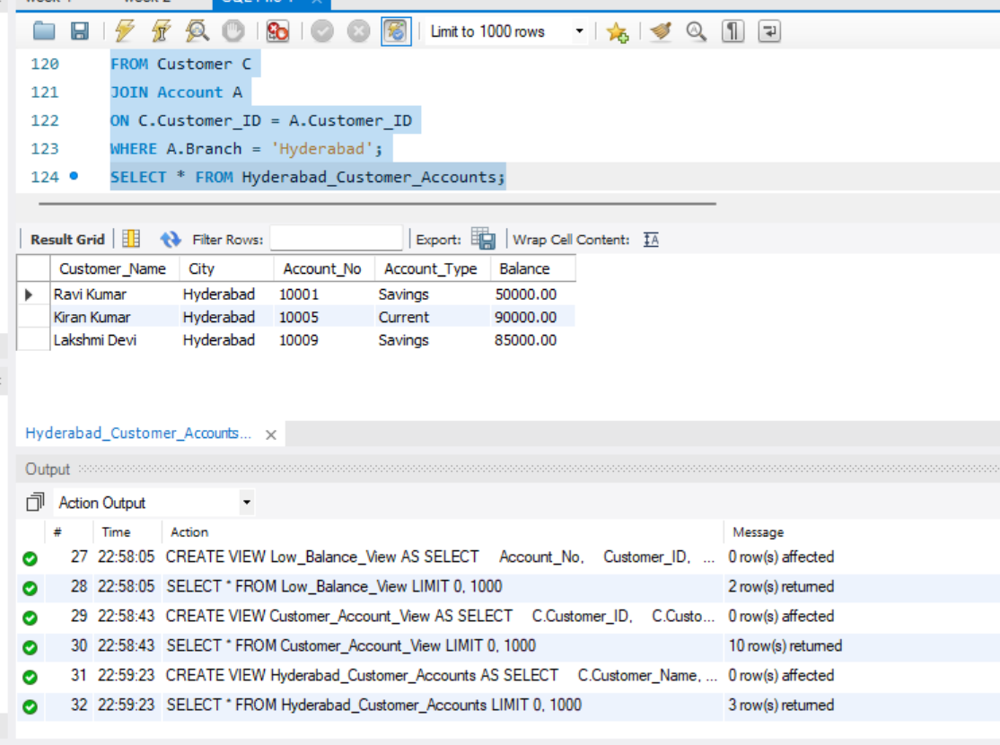 Limit to 1000 rows
120 FROM Customer C
121 JOIN Account A
122 ON C.Customer_ID = A.Customer_ID
123 WHERE A.Branch = 'Hyderabad';
124 SELECT * FROM Hyderabad_Customer_Accounts;
Result Grid Filter Rows: Export: Wrap Cell Content: IA
Customer_Name City Account_No Account_Type Balance
Ravi Kumar Hyderabad 10001 Savings 50000.00
Kiran Kumar Hyderabad 10005 Current 90000.00
Lakshmi Devi Hyderabad 10009 Savings 85000.00
Hyderabad_Customer_Accounts...
Output
Action Output
# Time Action Message
27 22:58:05 CREATE VIEW Low_Balance_View AS SELECT Account_No, Customer_ID, ... 0 row(s) affected
28 22:58:05 SELECT * FROM Low_Balance_View LIMIT 0, 1000 2 row(s) returned
29 22:58:43 CREATE VIEW Customer_Account_View AS SELECT C.Customer_ID, C.Custo... 0 row(s) affected
30 22:58:43 SELECT * FROM Customer_Account_View LIMIT 0, 1000 10 row(s) returned
31 22:59:23 CREATE VIEW Hyderabad_Customer_Accounts AS SELECT C.Customer_Name, ... 0 row(s) affected
32 22:59:23 SELECT * FROM Hyderabad_Customer_Accounts LIMIT 0, 1000 3 row(s) returned